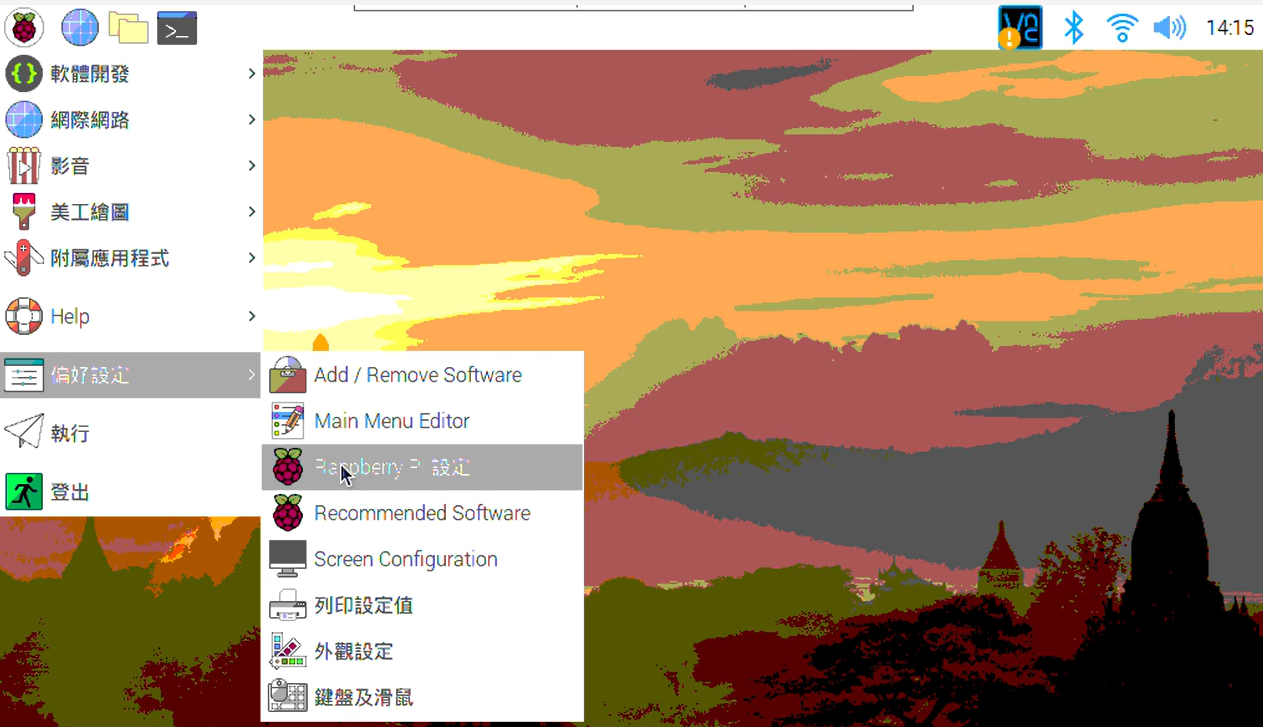 14:15
軟體開發
網際網路
影音
美工繪圖
附屬應用程式
Help
偏好設定
執行
登出
Add / Remove Software
Main Menu Editor
Raspberry Pi 設定
Recommended Software
Screen Configuration
列印設定值
外觀設定
鍵盤及滑鼠